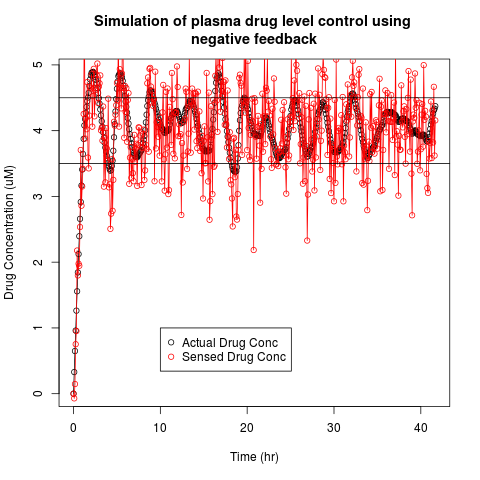 Simulation of plasma drug level control using
negative feedback
5
4
3
2
1
0
Drug Concentration (uM)
Actual Drug Conc
Sensed Drug Conc
0 10 20 30 40
Time (hr)